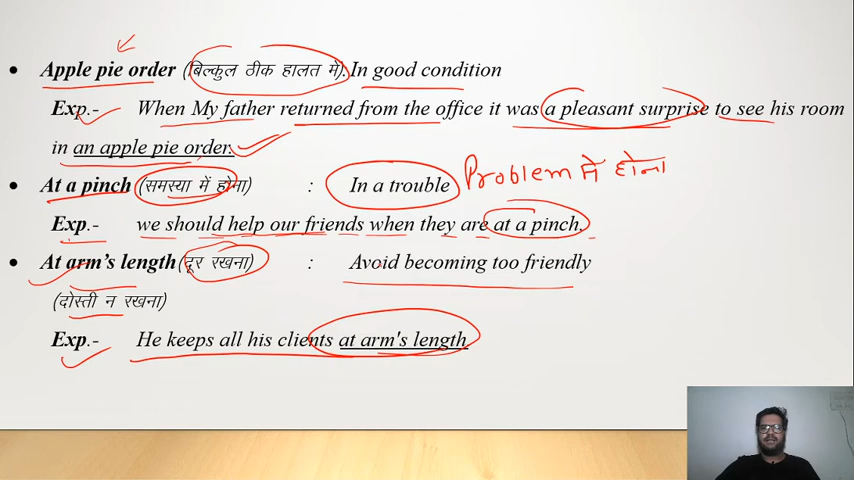 • Apple pie order (बिल्कुल ठीक हालत में). In good condition
Exp.- When My father returned from the office it was a pleasant surprise to see his room
in an apple pie order.
• At a pinch (समस्या में होना) : In a trouble Problem में होना
Exp.- we should help our friends when they are at a pinch.
• At arm's length(दूर रखना) : Avoid becoming too friendly
(दोस्ती न रखना)
Exp.- He keeps all his clients at arm's length